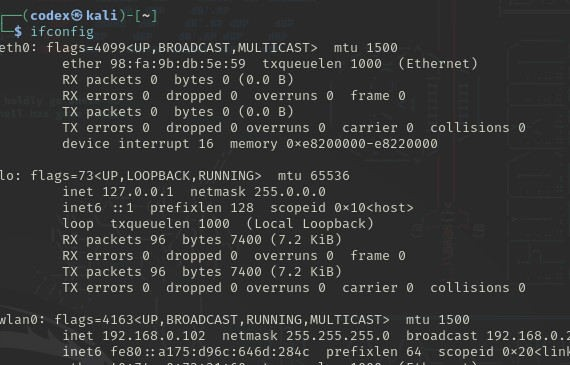 (codex㉿kali)-[~]
$ ifconfig
eth0: flags=4099<UP,BROADCAST,MULTICAST>  mtu 1500
ether 98:fa:9b:db:5e:59  txqueuelen 1000  (Ethernet)
RX packets 0  bytes 0 (0.0 B)
RX errors 0  dropped 0  overruns 0  frame 0
TX packets 0  bytes 0 (0.0 B)
TX errors 0  dropped 0 overruns 0  carrier 0  collisions 0
device interrupt 16  memory 0xe8200000-e8220000
lo: flags=73<UP,LOOPBACK,RUNNING>  mtu 65536
inet 127.0.0.1  netmask 255.0.0.0
inet6 ::1  prefixlen 128  scopeid 0x10<host>
loop  txqueuelen 1000  (Local Loopback)
RX packets 96  bytes 7400 (7.2 KiB)
RX errors 0  dropped 0  overruns 0  frame 0
TX packets 96  bytes 7400 (7.2 KiB)
TX errors 0  dropped 0 overruns 0  carrier 0  collisions 0
wlan0: flags=4163<UP,BROADCAST,RUNNING,MULTICAST>  mtu 1500
inet 192.168.0.102  netmask 255.255.255.0  broadcast 192.168.0.2
inet6 fe80::a175:d96c:646d:284c  prefixlen 64  scopeid 0x20<link